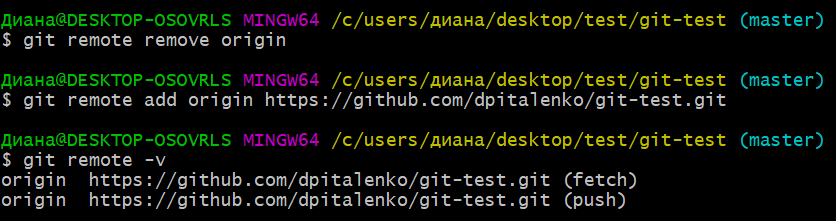 Диана@DESKTOP-OSOVRLS MINGW64 /c/users/диана/desktop/test/git-test (master)
$ git remote remove origin
Диана@DESKTOP-OSOVRLS MINGW64 /c/users/диана/desktop/test/git-test (master)
$ git remote add origin https://github.com/dpitalenko/git-test.git
Диана@DESKTOP-OSOVRLS MINGW64 /c/users/диана/desktop/test/git-test (master)
$ git remote -v
origin  https://github.com/dpitalenko/git-test.git (fetch)
origin  https://github.com/dpitalenko/git-test.git (push)